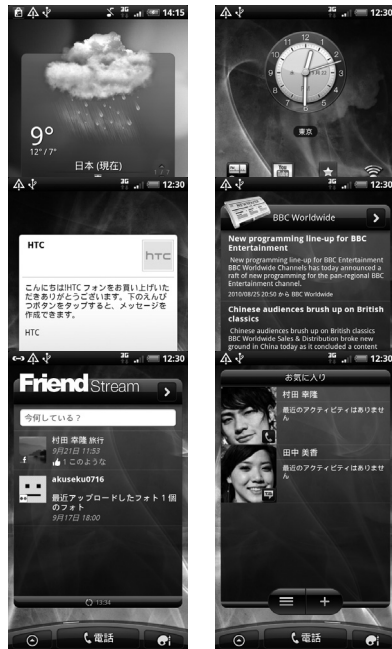 3G 14:15
9°
12°/7°
日本 (現在)
3G 12:30
12
東京
3G 12:30
HTC
hTC
こんにちは!HTC フォンをお買い上げいた
だきありがとうございます。下のえんぴ
つボタンをタップすると、メッセージを
作成できます。
HTC
3G 12:30
BBC Worldwide
New programming line-up for BBC
Entertainment
New programming line-up for BBC Entertainment
BBC Worldwide Channels has today announced a
raft of new programming for the pan-regional BBC
Entertainment channel.
2010/08/25 20:50 から BBC Worldwide
Chinese audiences brush up on British
classics
Chinese audiences brush up on British classics
BBC Worldwide Sales & Distribution broke new
ground in China today as it concluded a content
3G 12:30
Friend Stream
今何している?
村田 幸隆 旅行
9月21日 11:53
1 このような
akuseku0716
最近アップロードしたフォト 1 個
のフォト
9月17日 18:00
13:34
電話
3G 12:30
お気に入り
村田 幸隆
最近のアクティビティはありませ
ん
田中 美香
最近のアクティビティはありませ
ん
電話